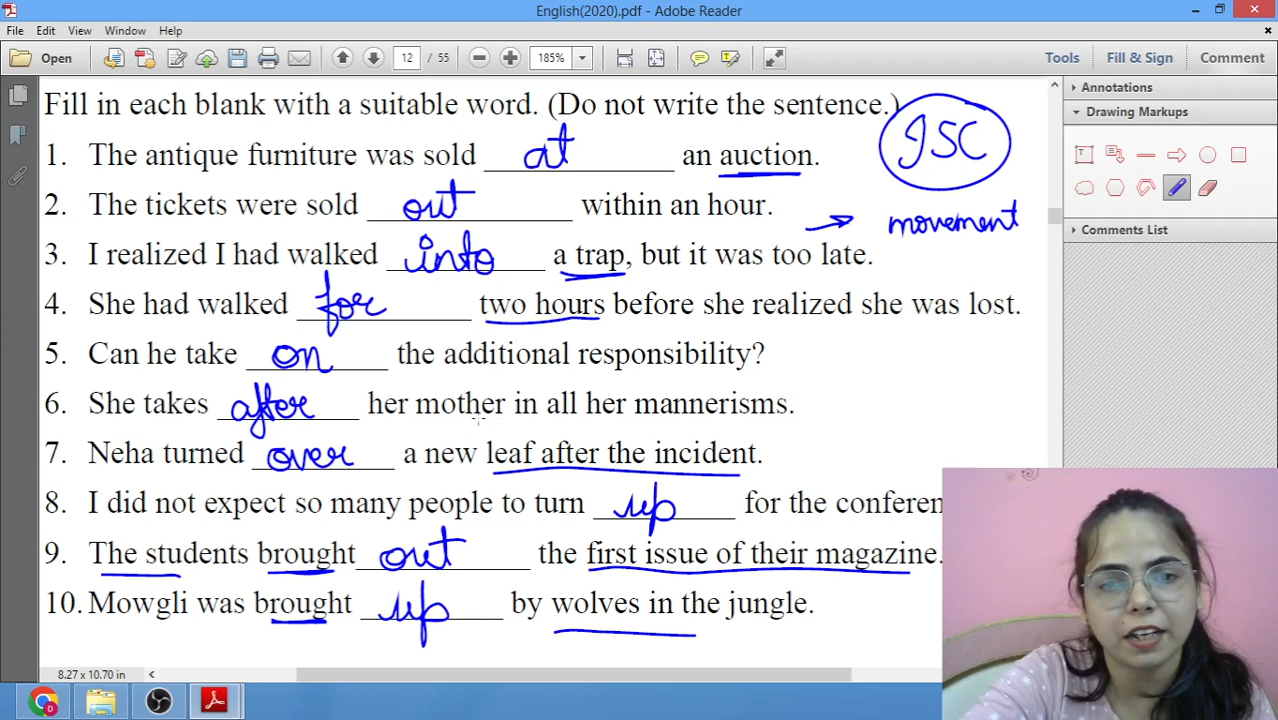 English(2020).pdf - Adobe Reader
File Edit View Window Help
Open 12 / 55 185% Tools Fill & Sign Comment
Fill in each blank with a suitable word. (Do not write the sentence.)
ISC
1. The antique furniture was sold at an auction.
2. The tickets were sold out within an hour.
movement
3. I realized I had walked into a trap, but it was too late.
4. She had walked for two hours before she realized she was lost.
5. Can he take on the additional responsibility?
6. She takes after her mother in all her mannerisms.
7. Neha turned over a new leaf after the incident.
8. I did not expect so many people to turn up for the conferen
9. The students brought out the first issue of their magazine.
10. Mowgli was brought up by wolves in the jungle.
8.27 x 10.70 in
Annotations
Drawing Markups
Comments List